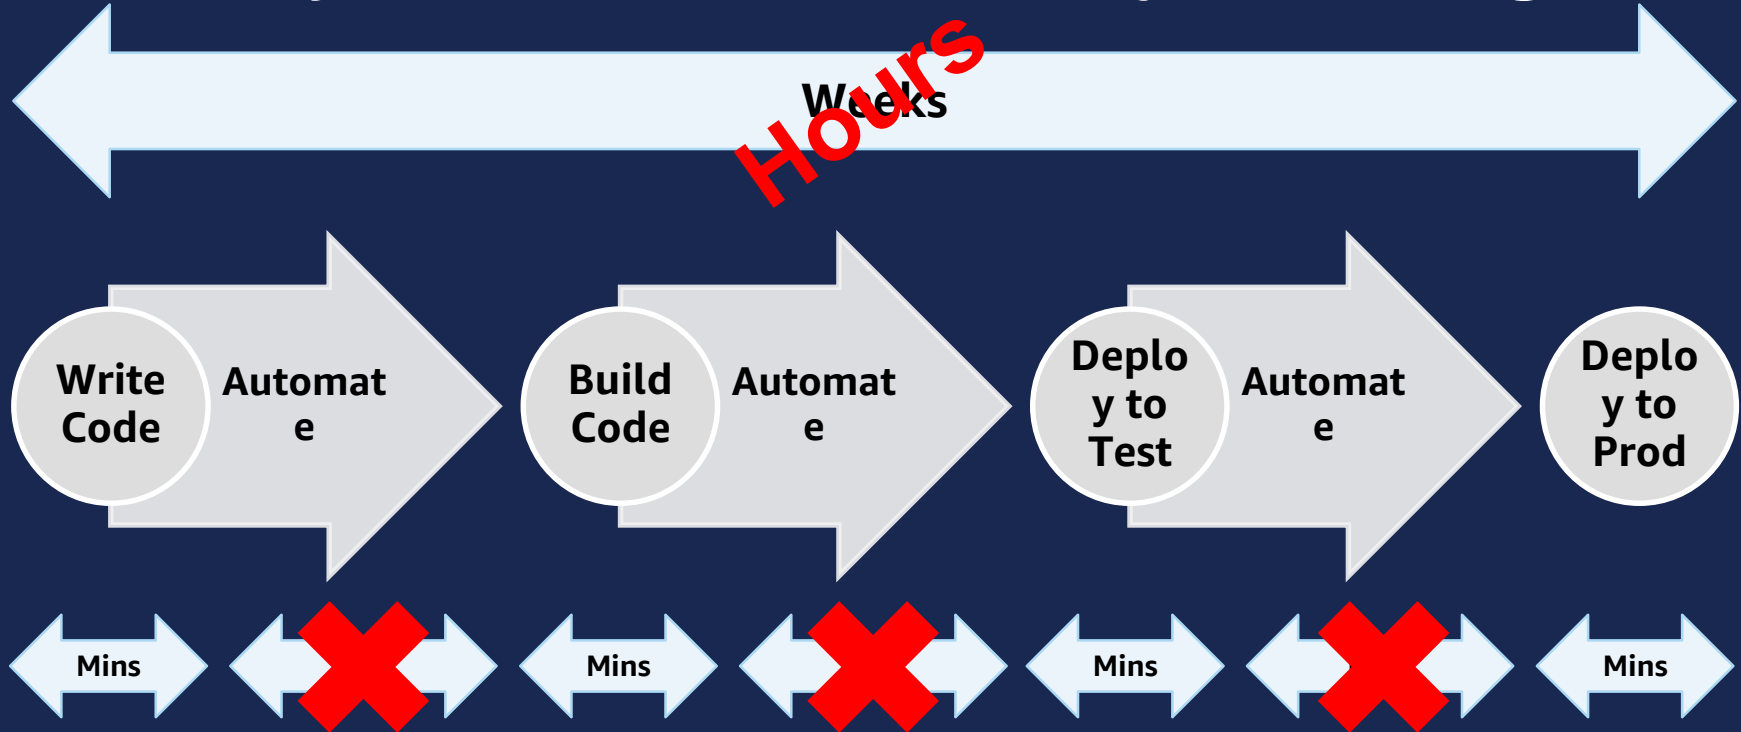 Weeks
Hours
Write
Code
Automat
e
Build
Code
Automat
e
Deplo
y to
Test
Automat
e
Deplo
y to
Prod
Mins
Mins
Mins
Mins